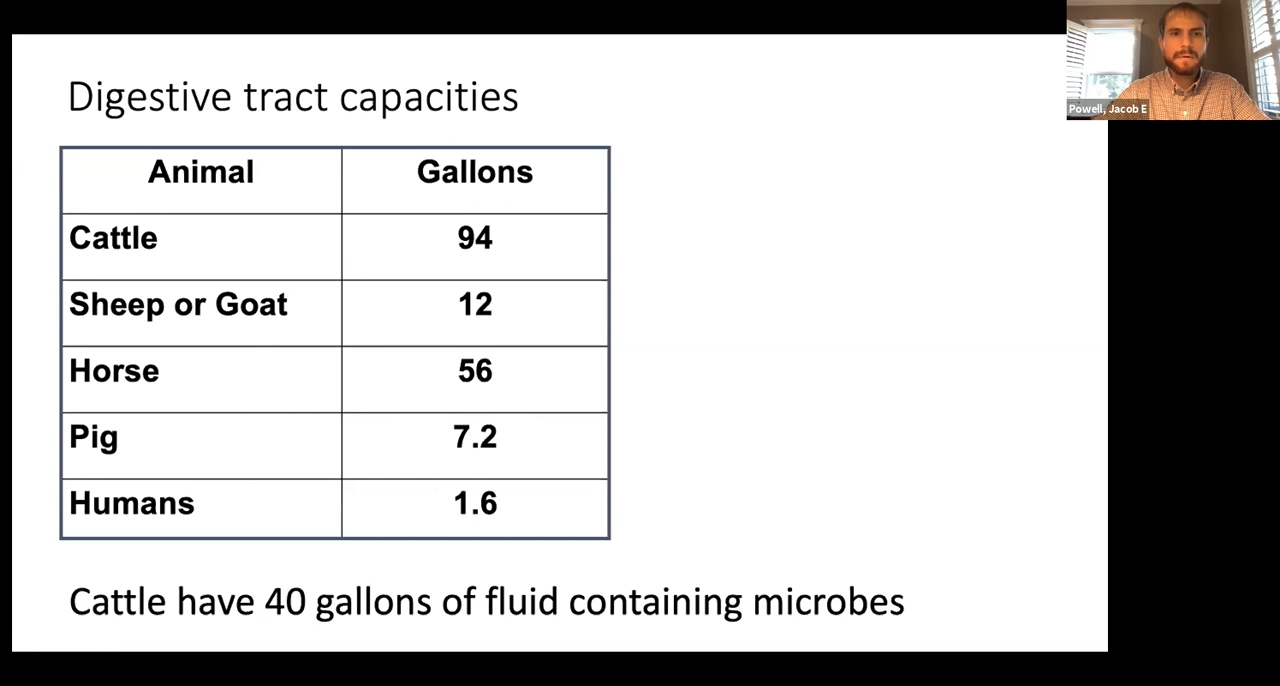 Digestive tract capacities
Animal Gallons
Cattle 94
Sheep or Goat 12
Horse 56
Pig 7.2
Humans 1.6
Cattle have 40 gallons of fluid containing microbes
Powell, Jacob E